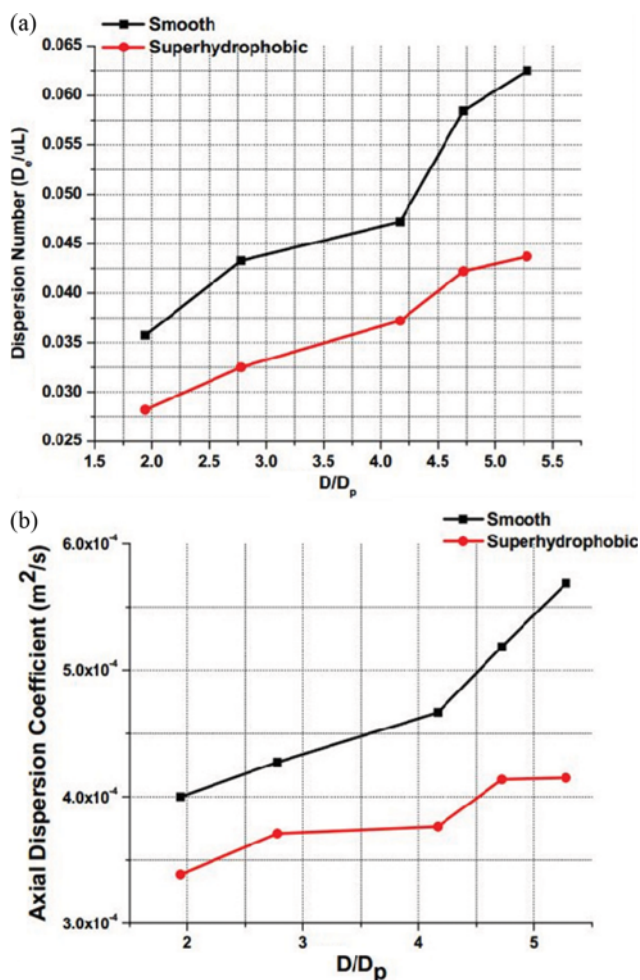 (a)
Smooth
Superhydrophobic
0.065
0.060
0.055
0.050
0.045
0.040
0.035
0.030
0.025
Dispersion Number (Dₑ/uL)
1.5 2.0 2.5 3.0 3.5 4.0 4.5 5.0 5.5
D/Dₚ
(b)
Smooth
Superhydrophobic
6.0x10⁻⁴
5.0x10⁻⁴
4.0x10⁻⁴
3.0x10⁻⁴
Axial Dispersion Coefficient (m²/s)
2 3 4 5
D/Dₚ